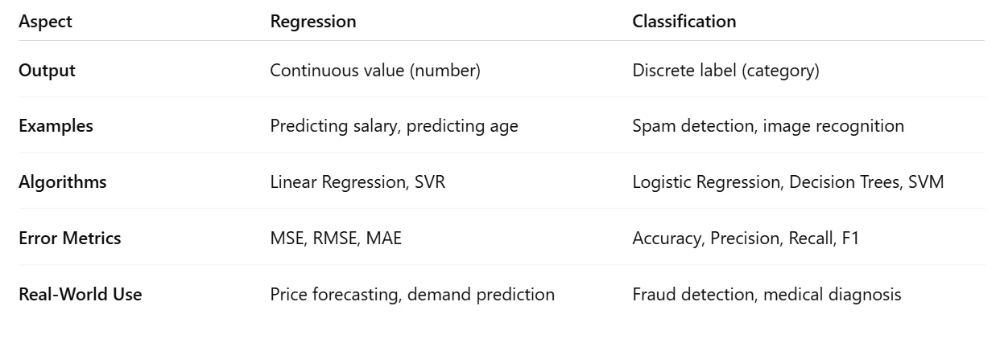 Aspect Regression Classification
Output Continuous value (number) Discrete label (category)
Examples Predicting salary, predicting age Spam detection, image recognition
Algorithms Linear Regression, SVR Logistic Regression, Decision Trees, SVM
Error Metrics MSE, RMSE, MAE Accuracy, Precision, Recall, F1
Real-World Use Price forecasting, demand prediction Fraud detection, medical diagnosis